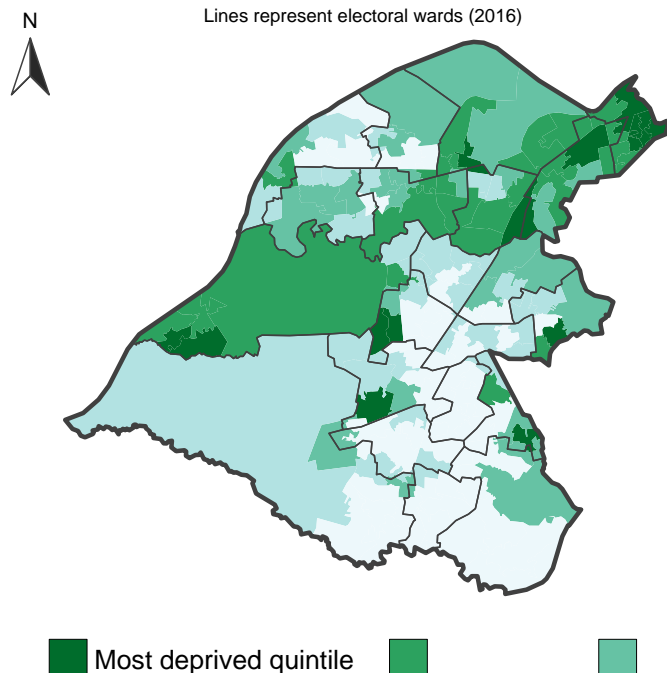 Lines represent electoral wards (2016)
N
Most deprived quintile